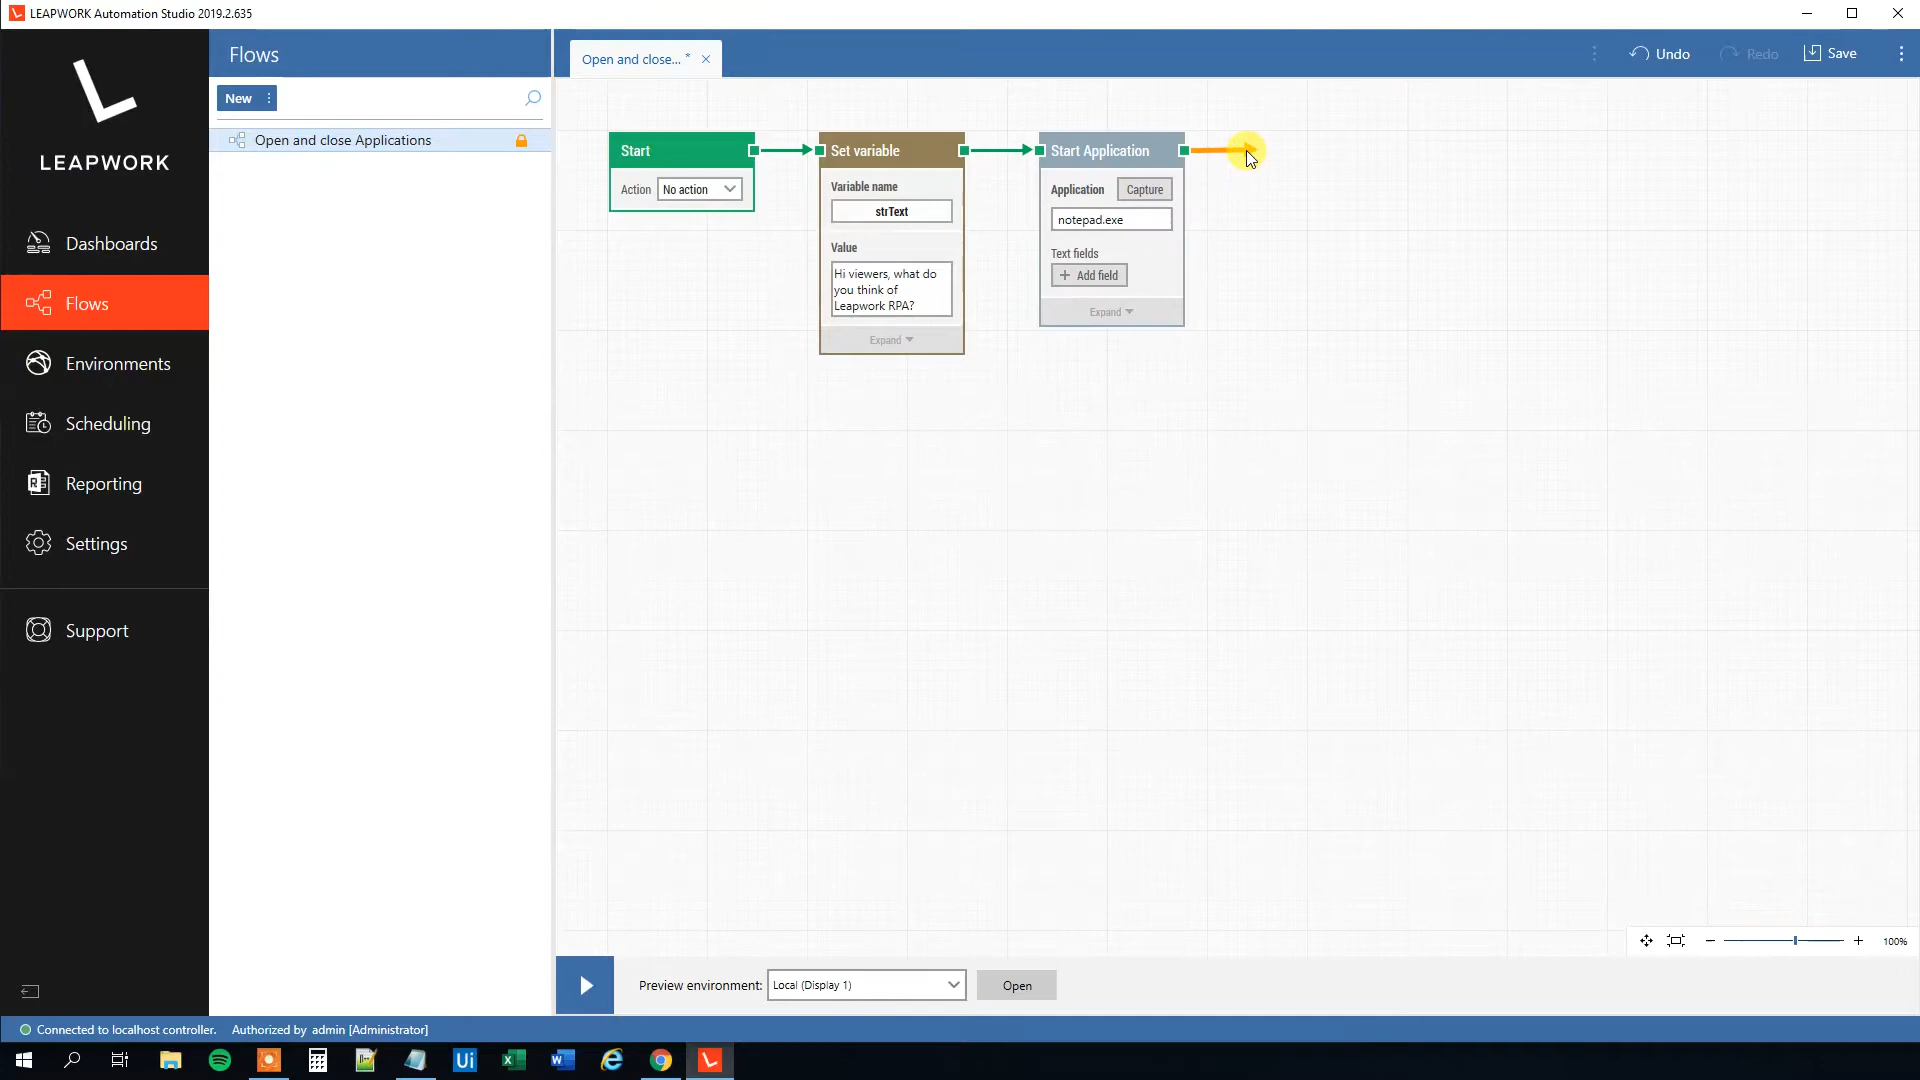 LEAPWORK Automation Studio 2019.2.635
LEAPWORK
Dashboards
Flows
Environments
Scheduling
Reporting
Settings
Support
Flows
New
Open and close Applications
Open and close... *
Undo
Redo
Save
Start
Action No action
Set variable
Variable name
strText
Value
Hi viewers, what do
you think of
Leapwork RPA?
Expand
Start Application
Application Capture
notepad.exe
Text fields
+ Add field
Expand
100%
Preview environment: Local (Display 1) Open
Connected to localhost controller. Authorized by admin [Administrator]
Ui